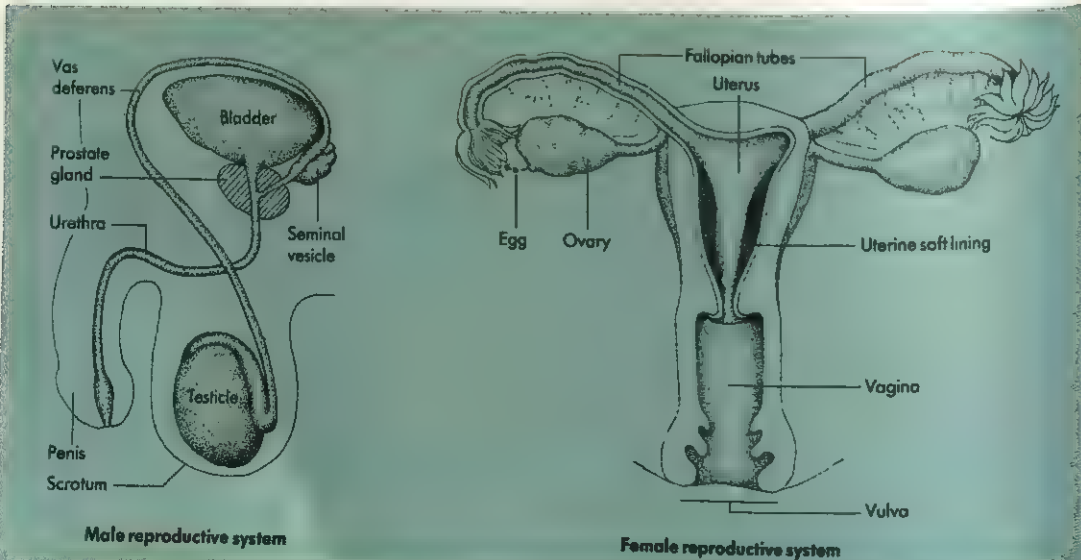 Vas
deferens
Bladder
Prostate
gland
Urethra
Seminal
vesicle
Testicle
Penis
Scrotum
Male reproductive system
Fallopian tubes
Uterus
Egg
Ovary
Uterine soft lining
Vagina
Vulva
Female reproductive system